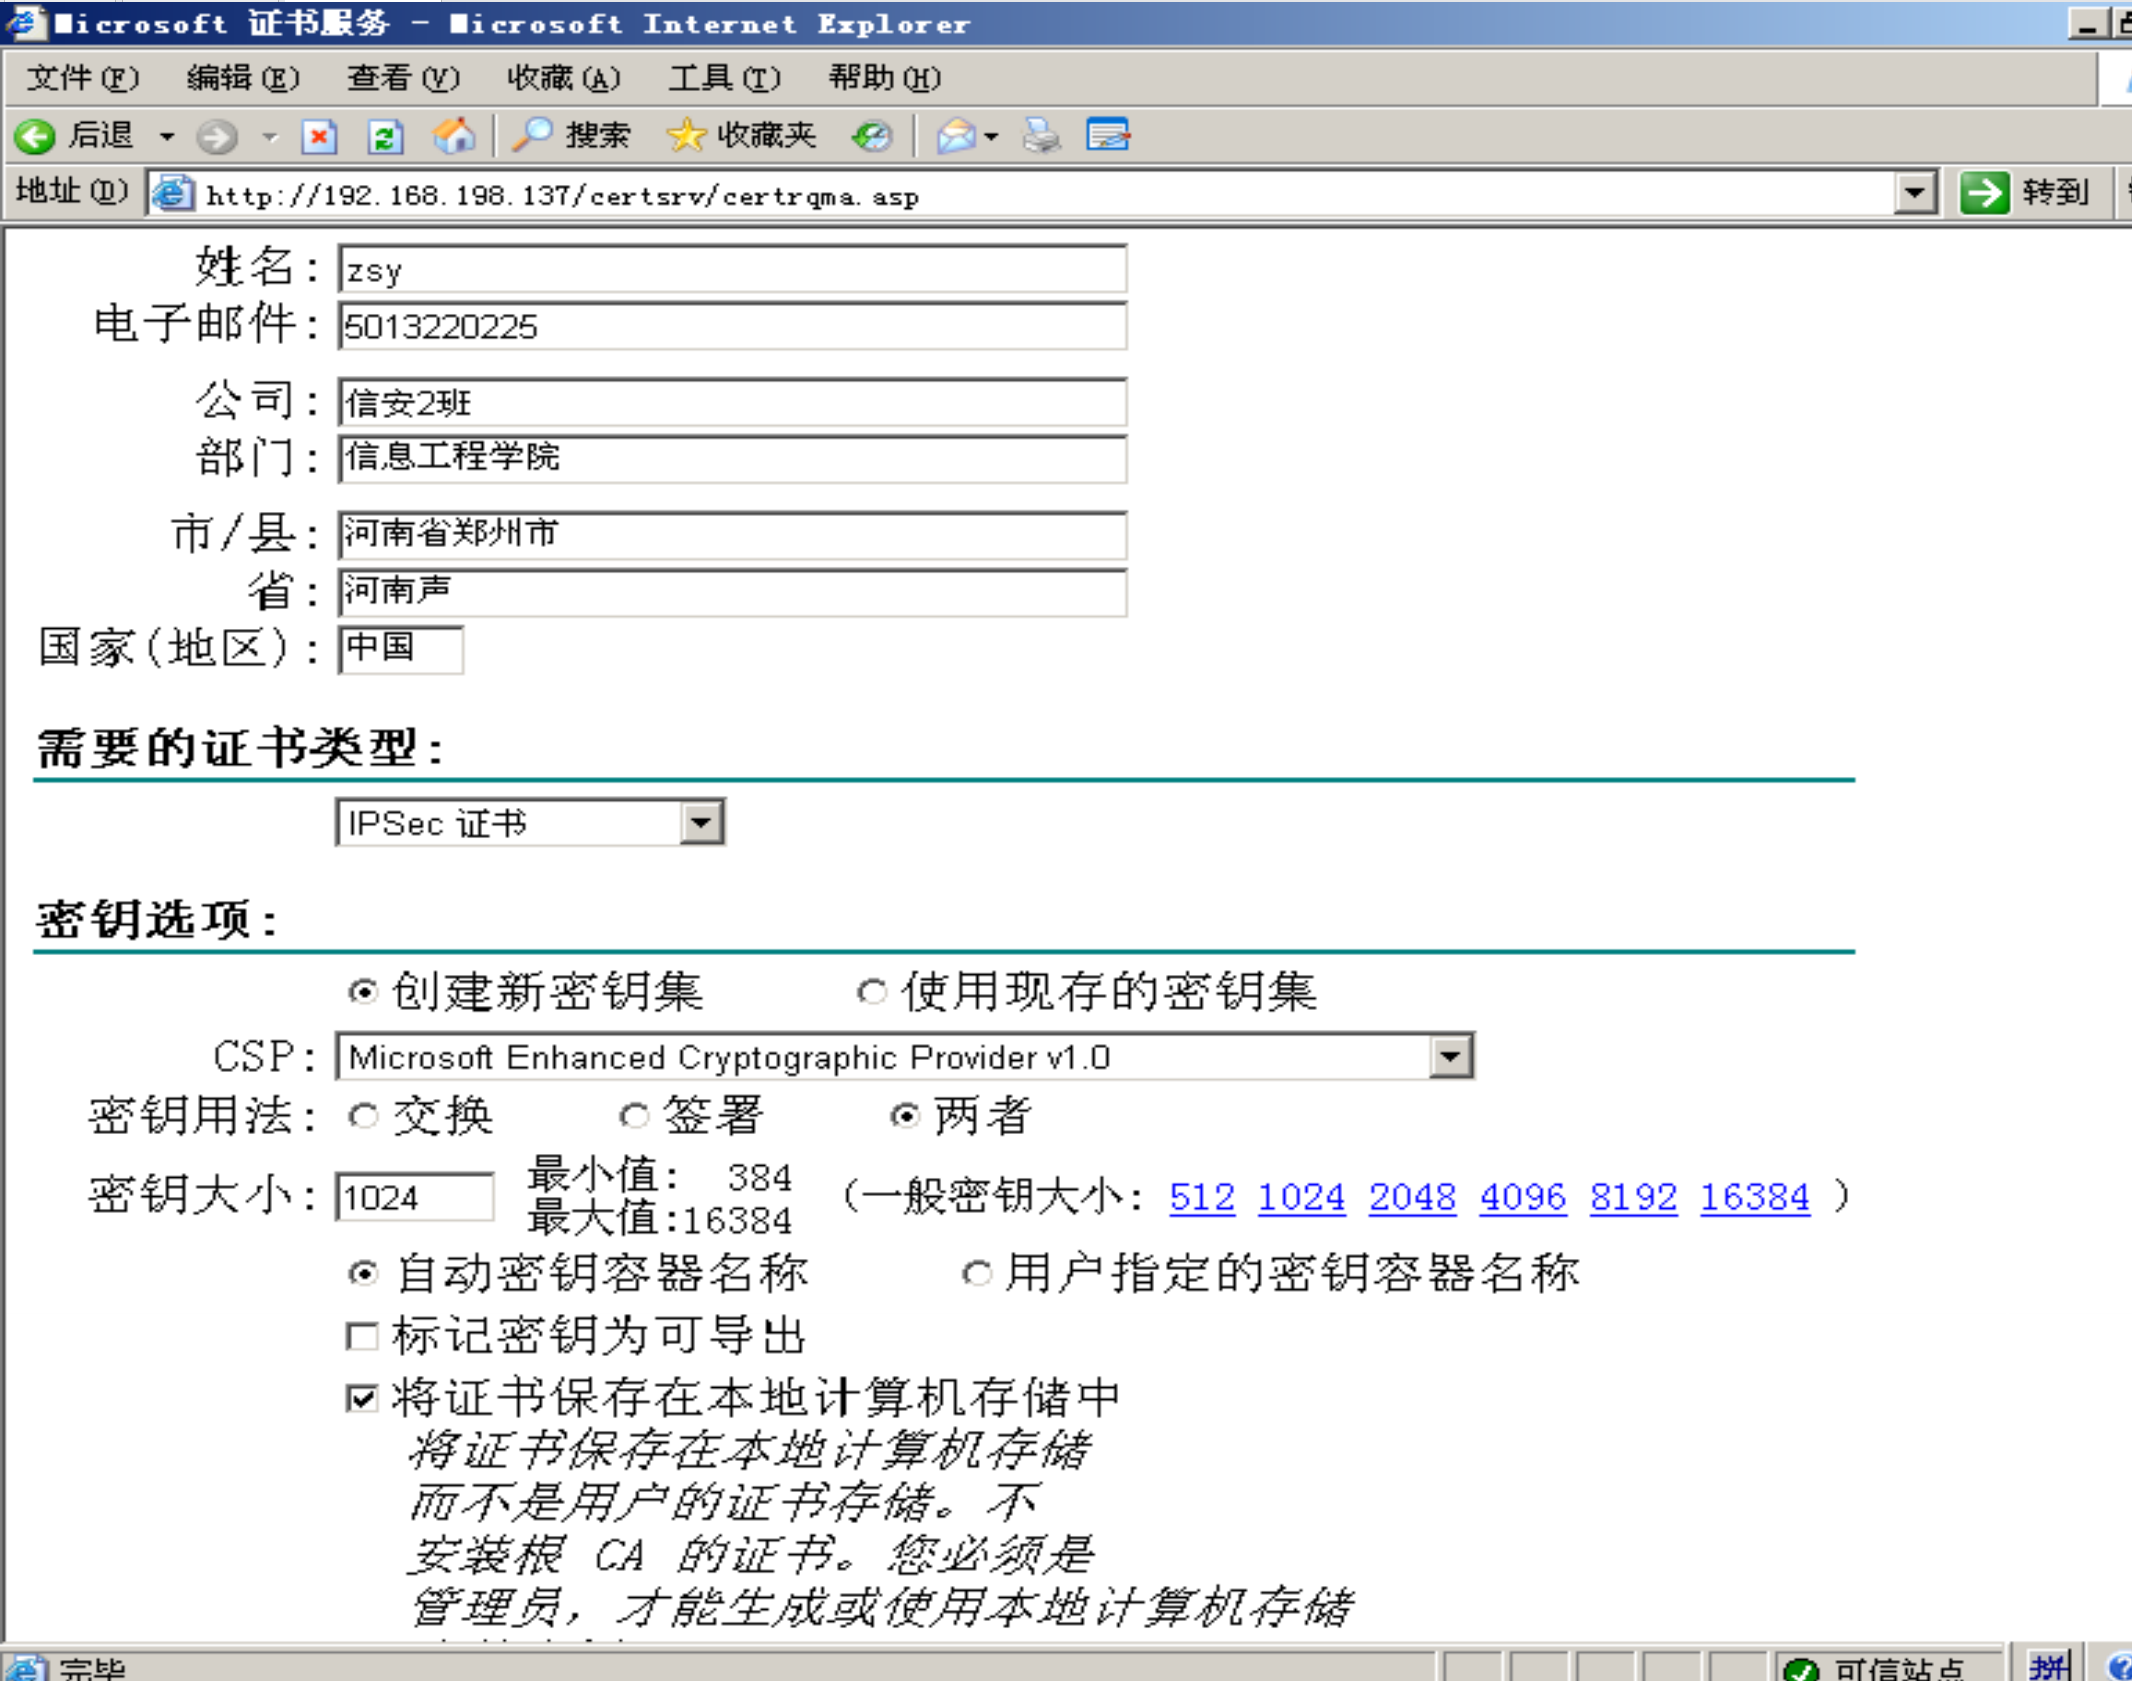 Microsoft 证书服务 - Microsoft Internet Explorer
文件(F) 编辑(E) 查看(V) 收藏(A) 工具(T) 帮助(H)
后退 搜索 收藏夹
地址(D) http://192.168.198.137/certsrv/certrqma.asp 转到
姓名: zsy
电子邮件: 5013220225
公司: 信安2班
部门: 信息工程学院
市/县: 河南省郑州市
省: 河南声
国家(地区): 中国
需要的证书类型:
IPSec 证书
密钥选项:
创建新密钥集 使用现存的密钥集
CSP: Microsoft Enhanced Cryptographic Provider v1.0
密钥用法: 交换 签署 两者
密钥大小: 1024 最小值: 384 (一般密钥大小: 512 1024 2048 4096 8192 16384 )
最大值:16384
自动密钥容器名称 用户指定的密钥容器名称
标记密钥为可导出
将证书保存在本地计算机存储中
将证书保存在本地计算机存储
而不是用户的证书存储。不
安装根 CA 的证书。您必须是
管理员，才能生成或使用本地计算机存储
完毕 可信站点 拼